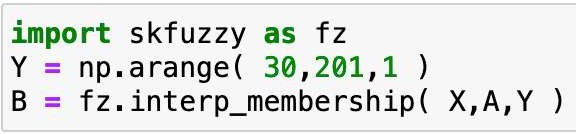 import skfuzzy as fz
Y = np.arange( 30,201,1 )
B = fz.interp_membership( X,A,Y )